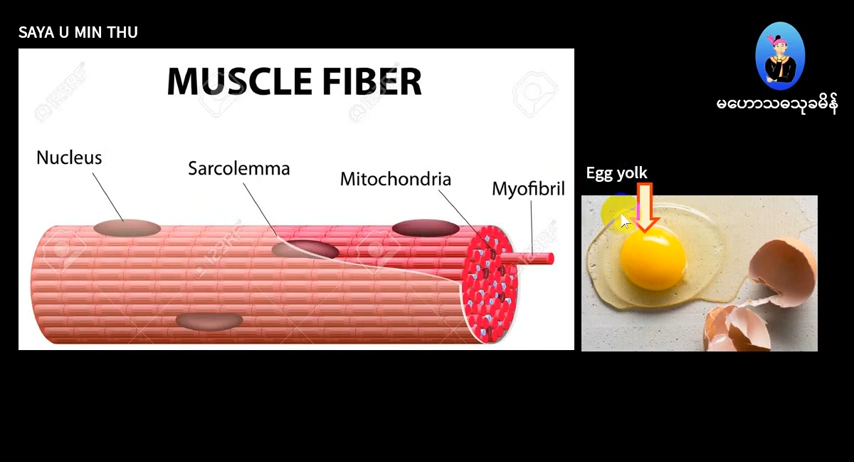 SAYA U MIN THU
MUSCLE FIBER
Nucleus
Sarcolemma
Mitochondria
Myofibril
Egg yolk
မဟောသဓသုခမိန်